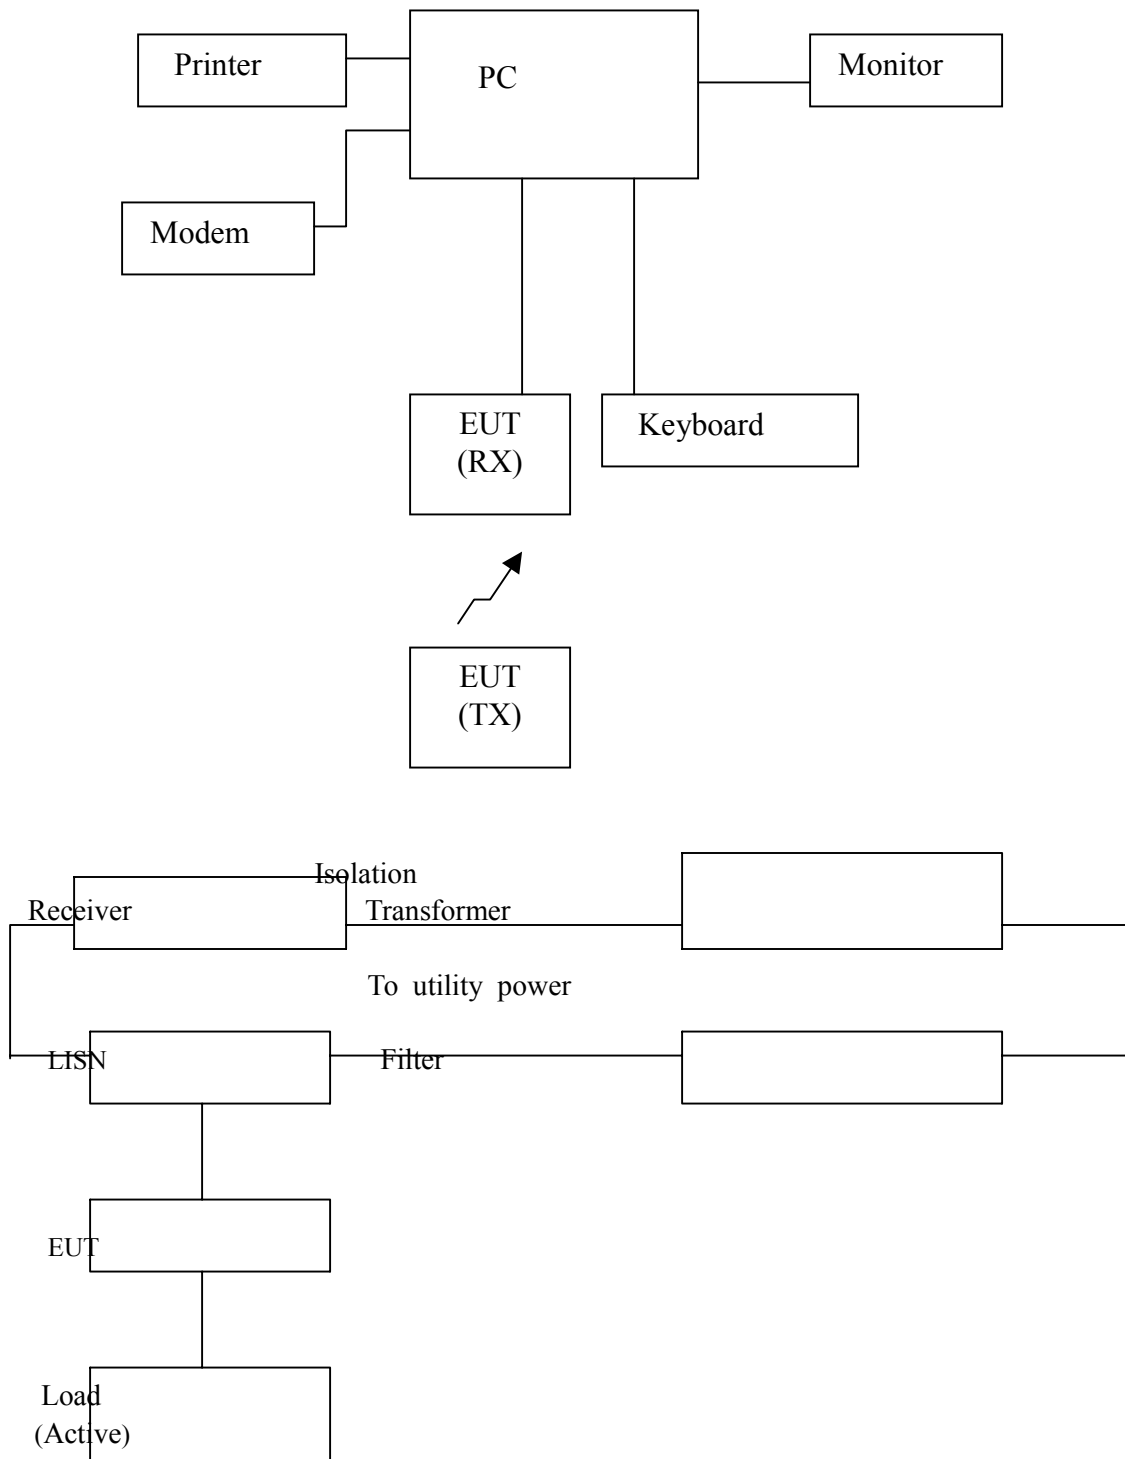 Printer
PC
Monitor
Modem
EUT
(RX)
Keyboard
EUT
(TX)
Isolation
Receiver
Transformer
To utility power
LISN
Filter
EUT
Load
(Active)